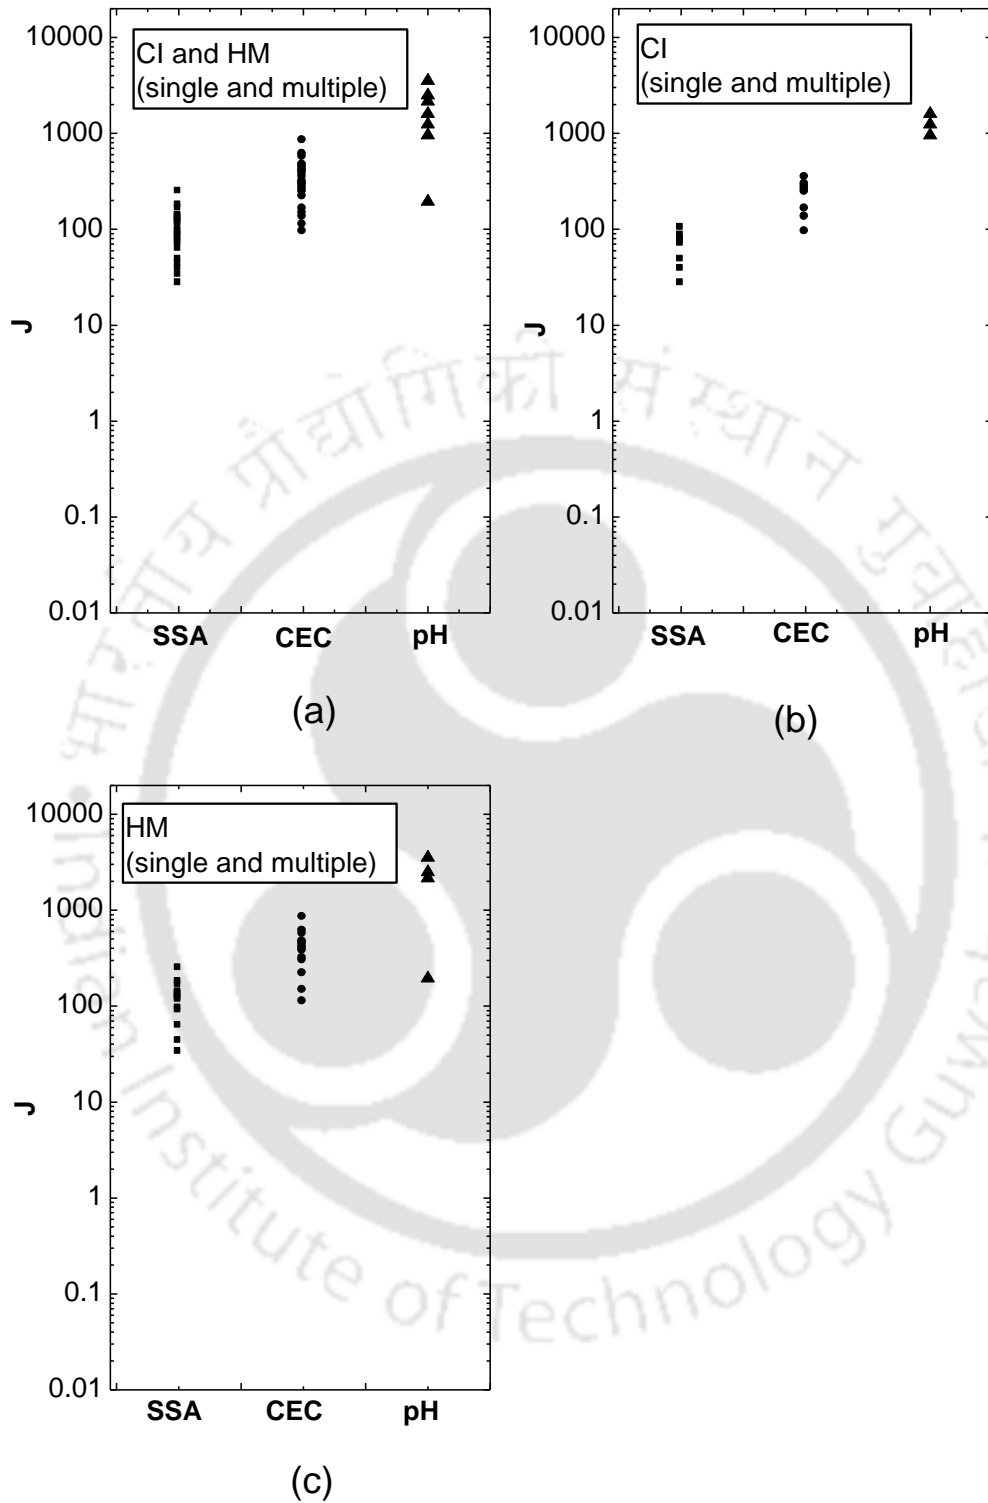 CI and HM
(single and multiple)
10000
1000
100
10
1
0.1
0.01
J
SSA CEC pH
(a)
CI
(single and multiple)
10000
1000
100
10
1
0.1
0.01
J
SSA CEC pH
(b)
HM
(single and multiple)
10000
1000
100
10
1
0.1
0.01
J
SSA CEC pH
(c)
भारतीय प्रौद्योगिकी संस्थान
Indian Institute of Technology